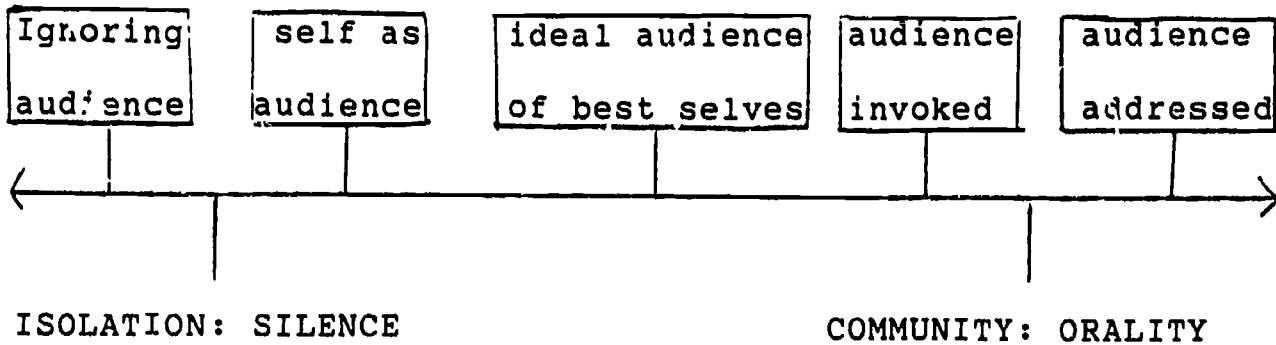 Ignoring
audience
self as
audience
ideal audience
of best selves
audience
invoked
audience
addressed
ISOLATION: SILENCE
COMMUNITY: ORALITY